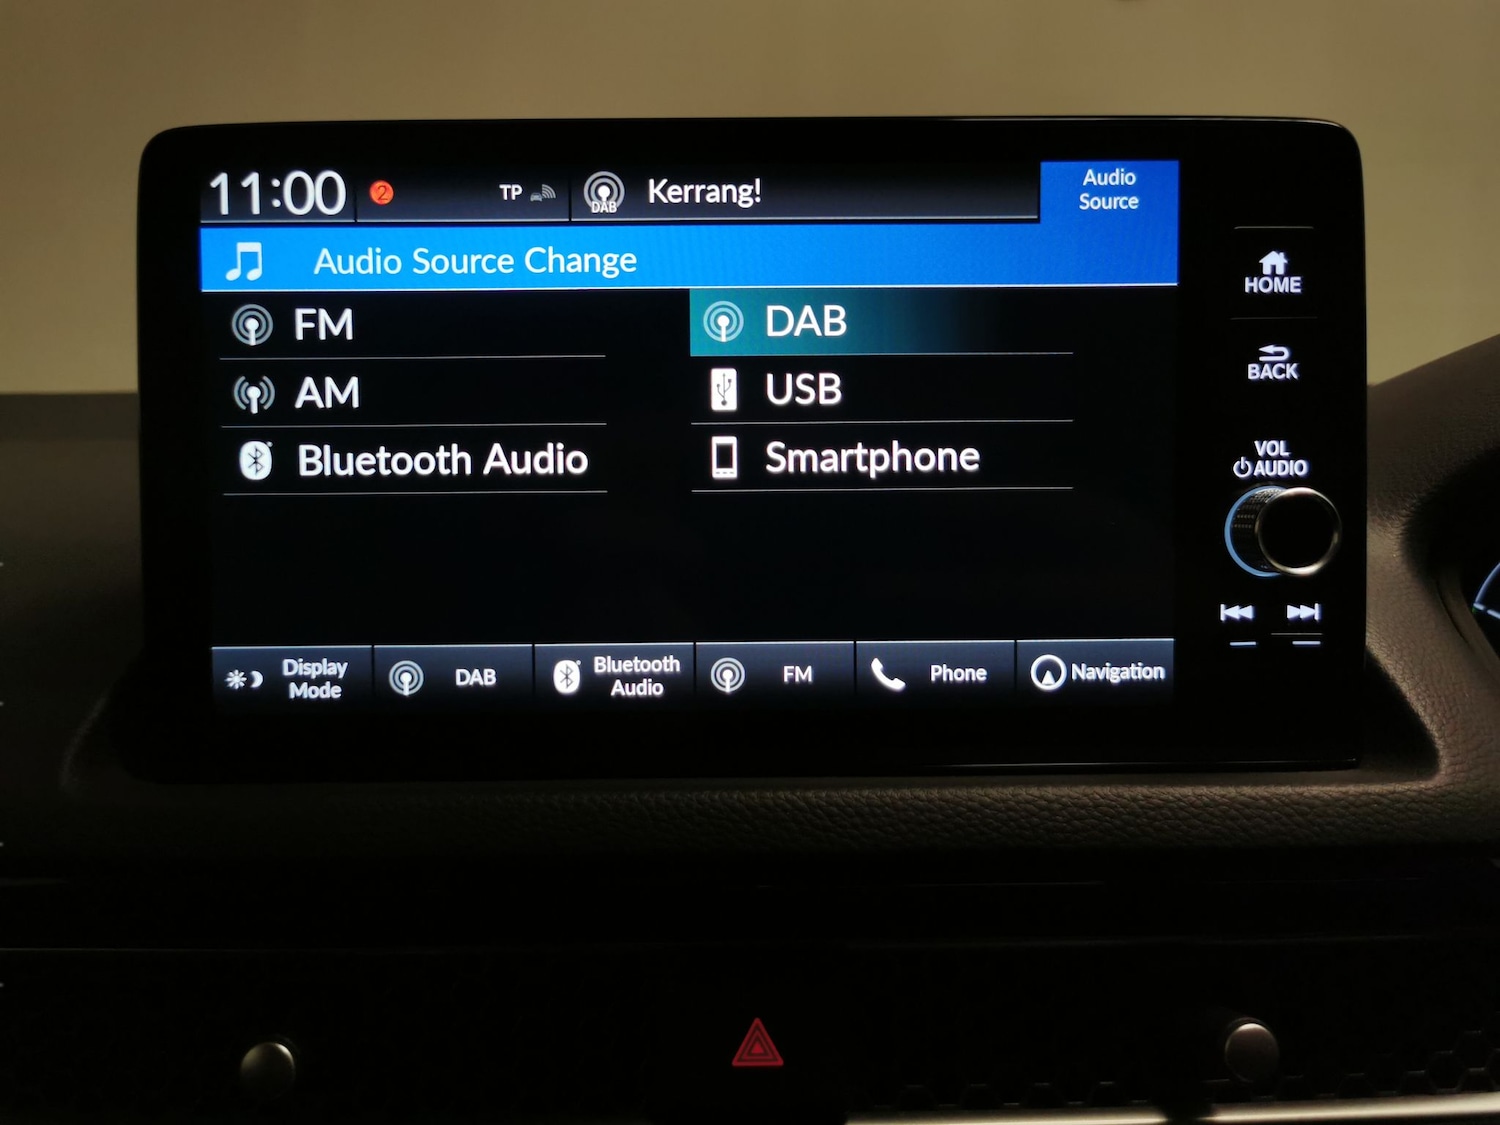 11:00
2
TP
DAB
Kerrang!
Audio
Source
Audio Source Change
FM
DAB
AM
USB
Bluetooth Audio
Smartphone
HOME
BACK
VOL
AUDIO
Display
Mode
DAB
Bluetooth
Audio
FM
Phone
Navigation